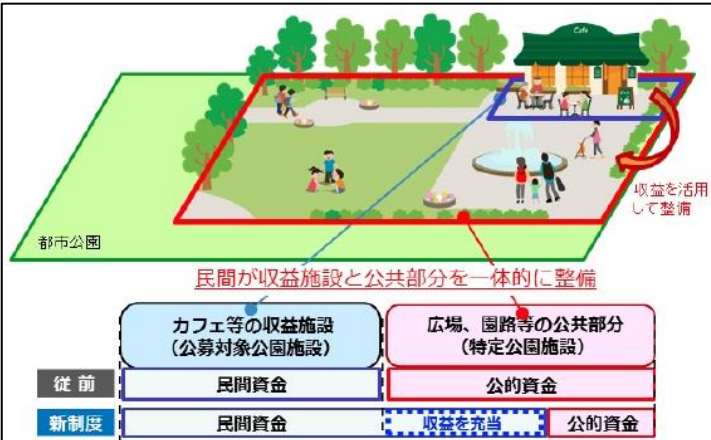 Cafe
収益を活用
して整備
都市公園
民間が収益施設と公共部分を一体的に整備
カフェ等の収益施設
(公募対象公園施設)
広場、園路等の公共部分
(特定公園施設)
従前
民間資金
公的資金
新制度
民間資金
収益を充当
公的資金